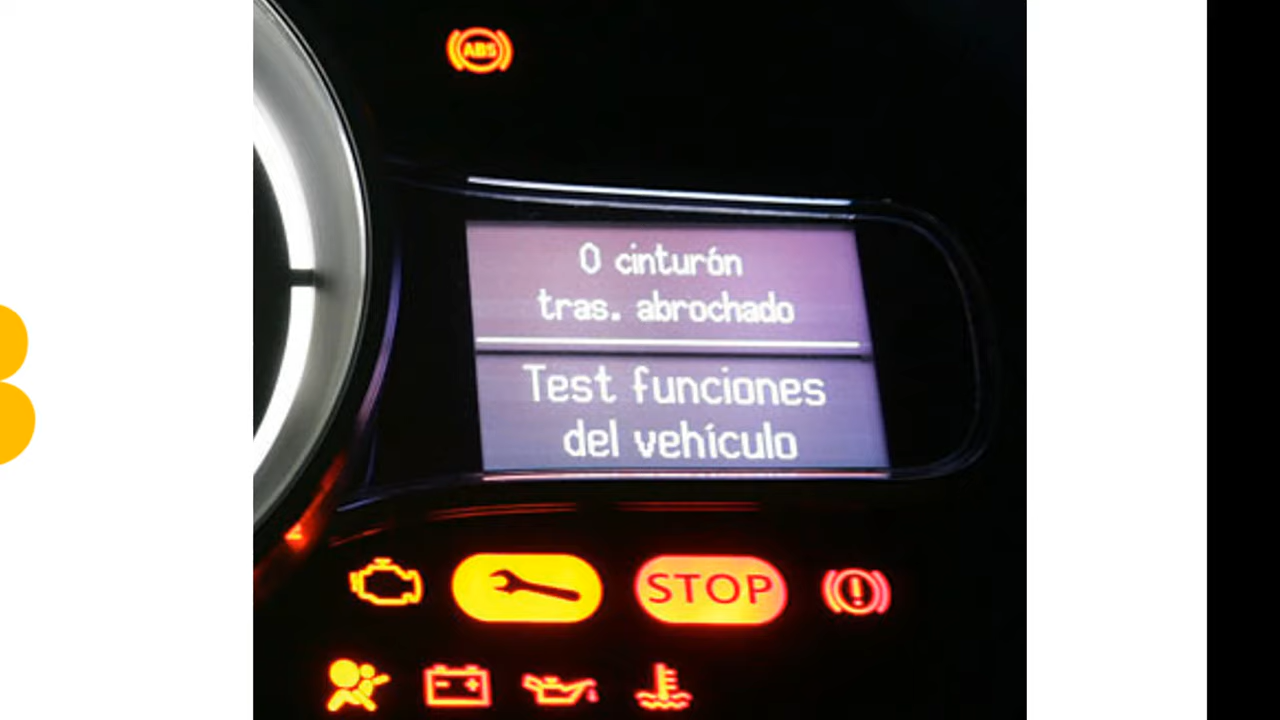 ABS
0 cinturón
tras. abrochado
Test funciones
del vehículo
STOP